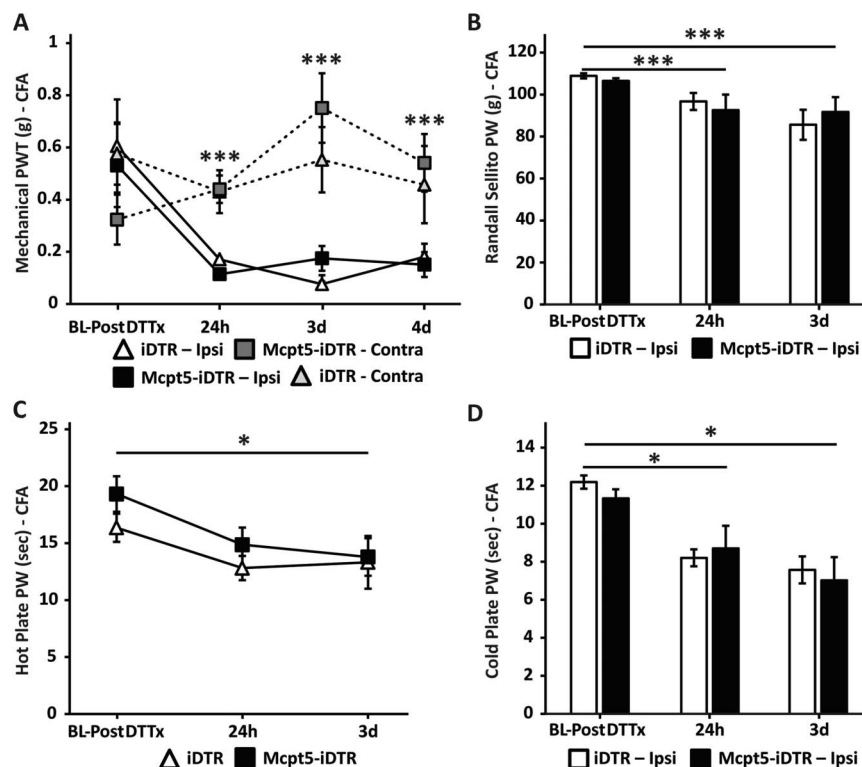 A
Mechanical PWT (g) - CFA
1
0.8
0.6
0.4
0.2
0
***
***
***
BL-PostDTTx 24h 3d 4d
iDTR – Ipsi Mcpt5-iDTR - Contra
Mcpt5-iDTR – Ipsi iDTR - Contra
B
Randall Sellito PW (g) - CFA
120
100
80
60
40
20
0
***
***
BL-PostDTTx 24h 3d
iDTR – Ipsi Mcpt5-iDTR - Ipsi
C
Hot Plate PW (sec) - CFA
25
20
15
10
5
0
*
BL-PostDTTx 24h 3d
iDTR Mcpt5-iDTR
D
Cold Plate PW (sec) - CFA
14
12
10
8
6
4
2
0
*
*
BL-PostDTTx 24h 3d
iDTR – Ipsi Mcpt5-iDTR – Ipsi